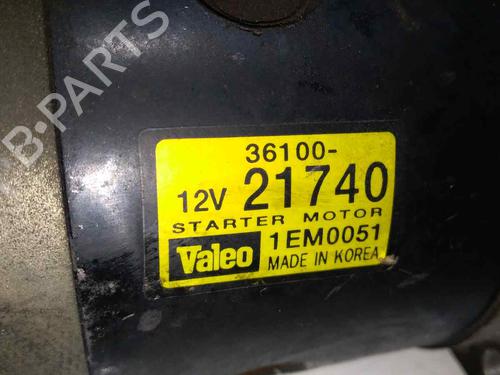 B-PARTS
36100-
12V 21740
STARTER MOTOR
Valeo 1EM0051
MADE IN KOREA